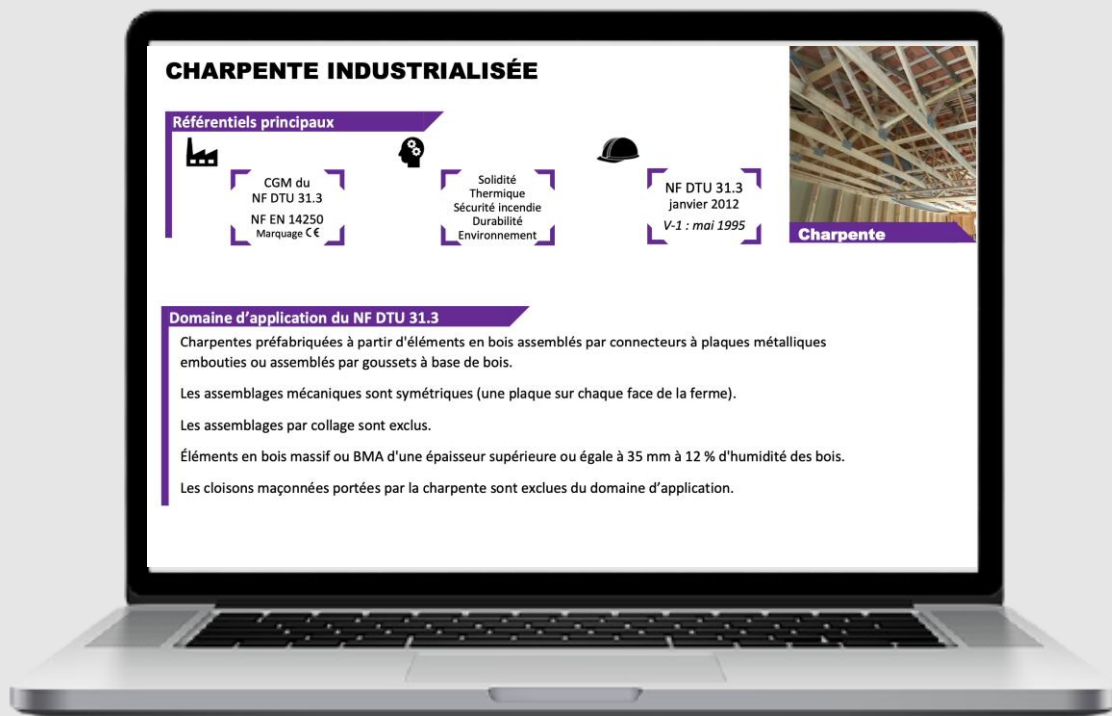 CHARPENTE INDUSTRIALISÉE
Référentiels principaux
CGM du
NF DTU 31.3
NF EN 14250
Marquage CE
Solidité
Thermique
Sécurité incendie
Durabilité
Environnement
NF DTU 31.3
janvier 2012
V-1 : mai 1995
Charpente
Domaine d’application du NF DTU 31.3
Charpentes préfabriquées à partir d'éléments en bois assemblés par connecteurs à plaques métalliques
embouties ou assemblés par goussets à base de bois.
Les assemblages mécaniques sont symétriques (une plaque sur chaque face de la ferme).
Les assemblages par collage sont exclus.
Éléments en bois massif ou BMA d'une épaisseur supérieure ou égale à 35 mm à 12 % d'humidité des bois.
Les cloisons maçonnées portées par la charpente sont exclues du domaine d’application.